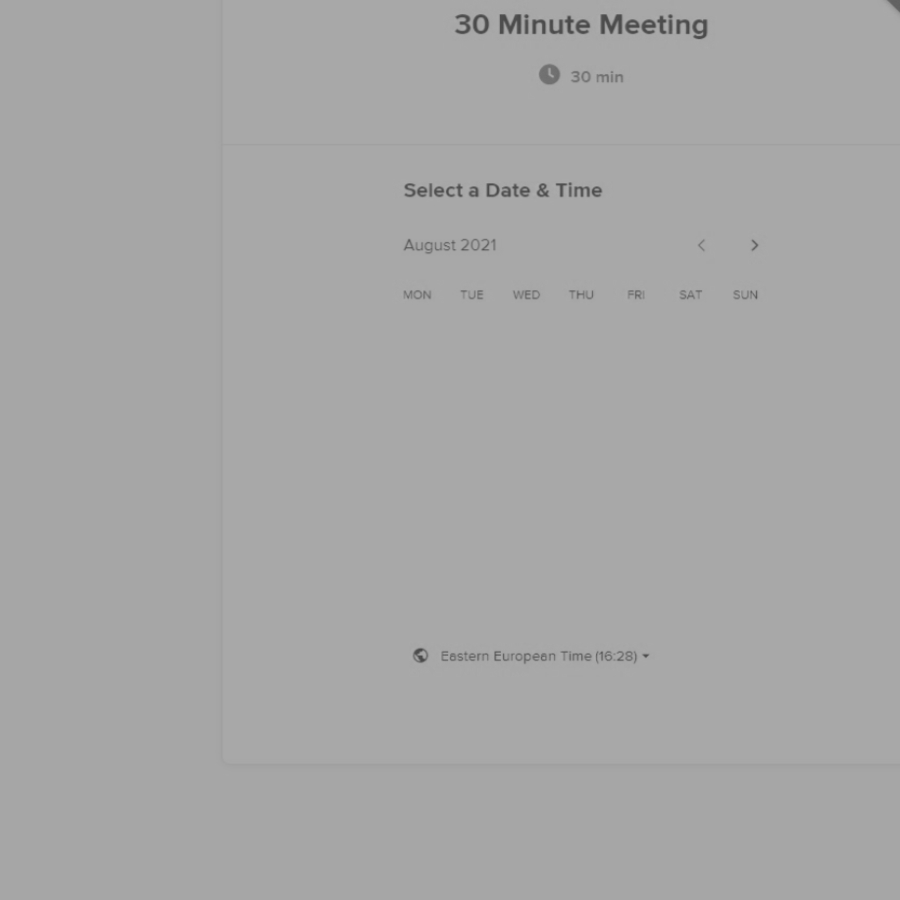 30 Minute Meeting
30 min
Select a Date & Time
August 2021
MON TUE WED THU FRI SAT SUN
Eastern European Time (16:28)